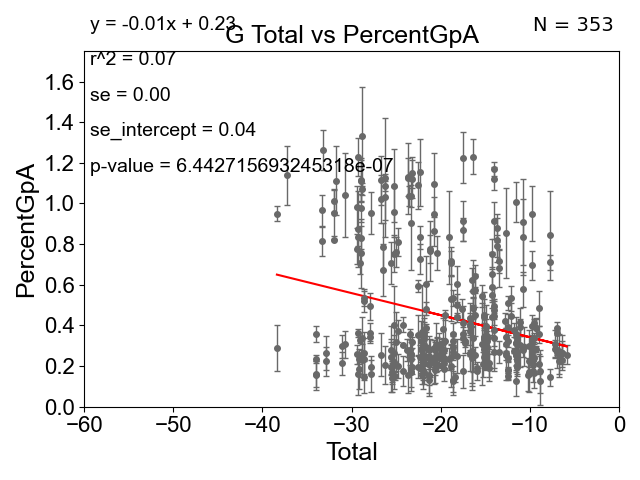 y = -0.01x + 0.23
N = 353
G Total vs PercentGpA
r^2 = 0.07
se = 0.00
se_intercept = 0.04
p-value = 6.442715693245318e-07
PercentGpA
1.6
1.4
1.2
1.0
0.8
0.6
0.4
0.2
0.0
−60
−50
−40
−30
−20
−10
0
Total